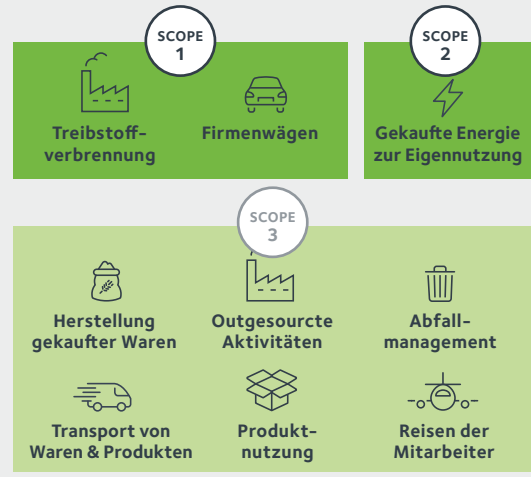 SCOPE
1
Treibstoff-
verbrennung
Firmenwägen
SCOPE
2
Gekaufte Energie
zur Eigennutzung
SCOPE
3
Herstellung
gekaufter Waren
Outgesourcte
Aktivitäten
Abfall-
management
Transport von
Waren & Produkten
Produkt-
nutzung
Reisen der
Mitarbeiter